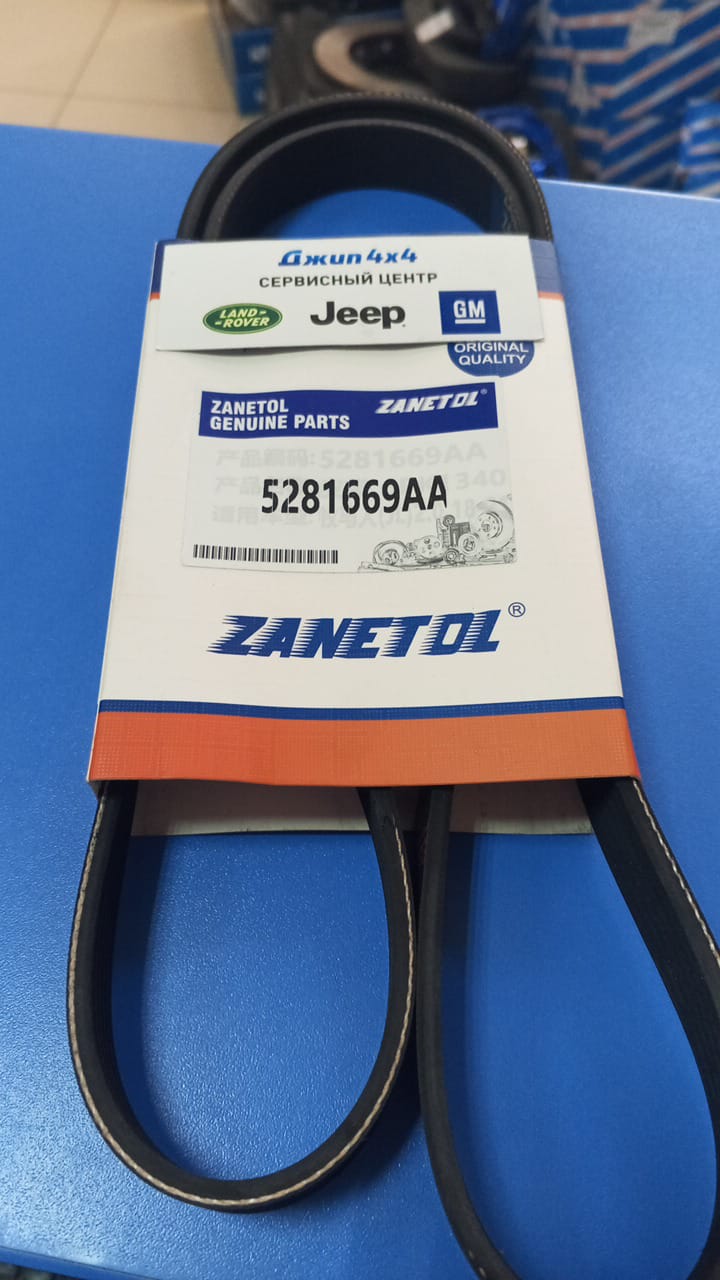 Джип 4x4
СЕРВИСНЫЙ ЦЕНТР
LAND-
-ROVER
Jeep
GM
ORIGINAL
QUALITY
ZANETOL
GENUINE PARTS
ZANETOL®
产品编码:5281669AA
5281669AA
ZANETOL®